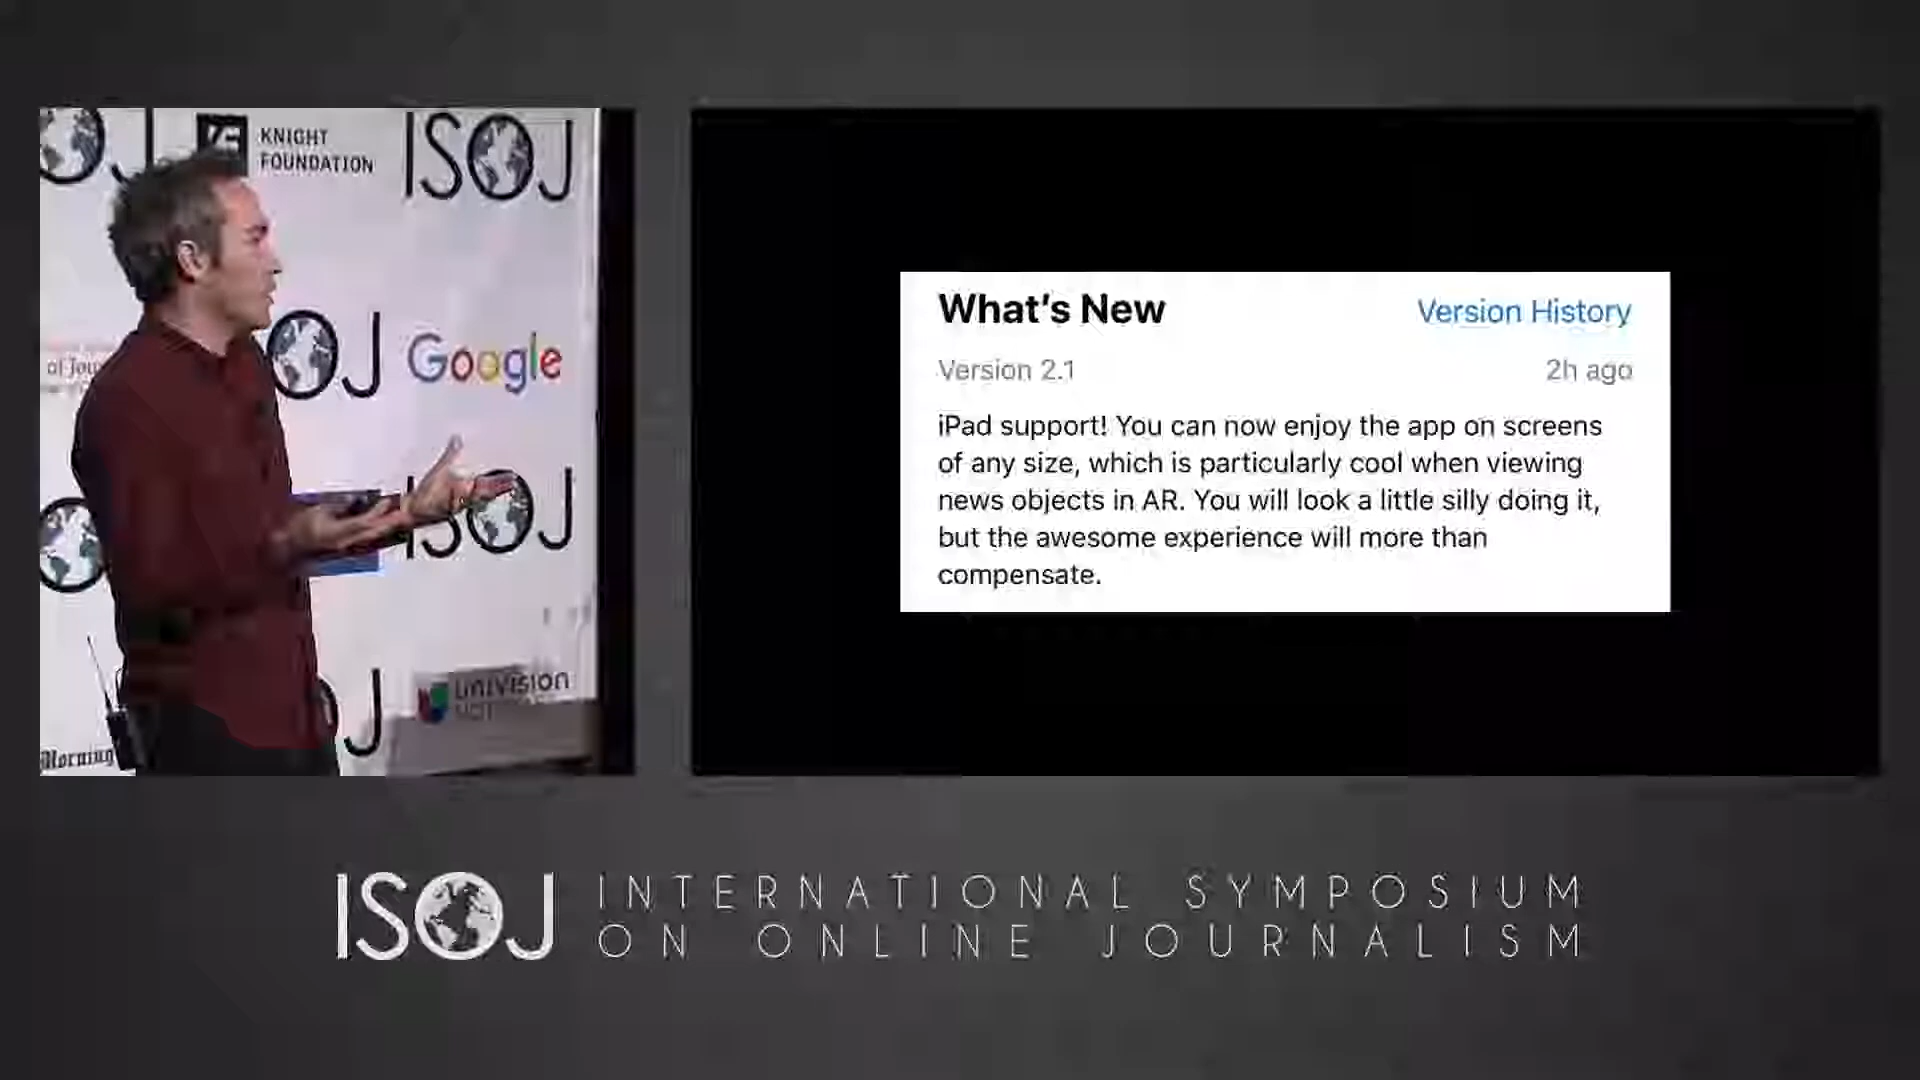 KNIGHT
FOUNDATION
ISOJ
OJ
Google
ISOJ
OJ
univision
Morning
What's New
Version History
Version 2.1
2h ago
iPad support! You can now enjoy the app on screens
of any size, which is particularly cool when viewing
news objects in AR. You will look a little silly doing it,
but the awesome experience will more than
compensate.
ISOJ
INTERNATIONAL SYMPOSIUM
ON ONLINE JOURNALISM